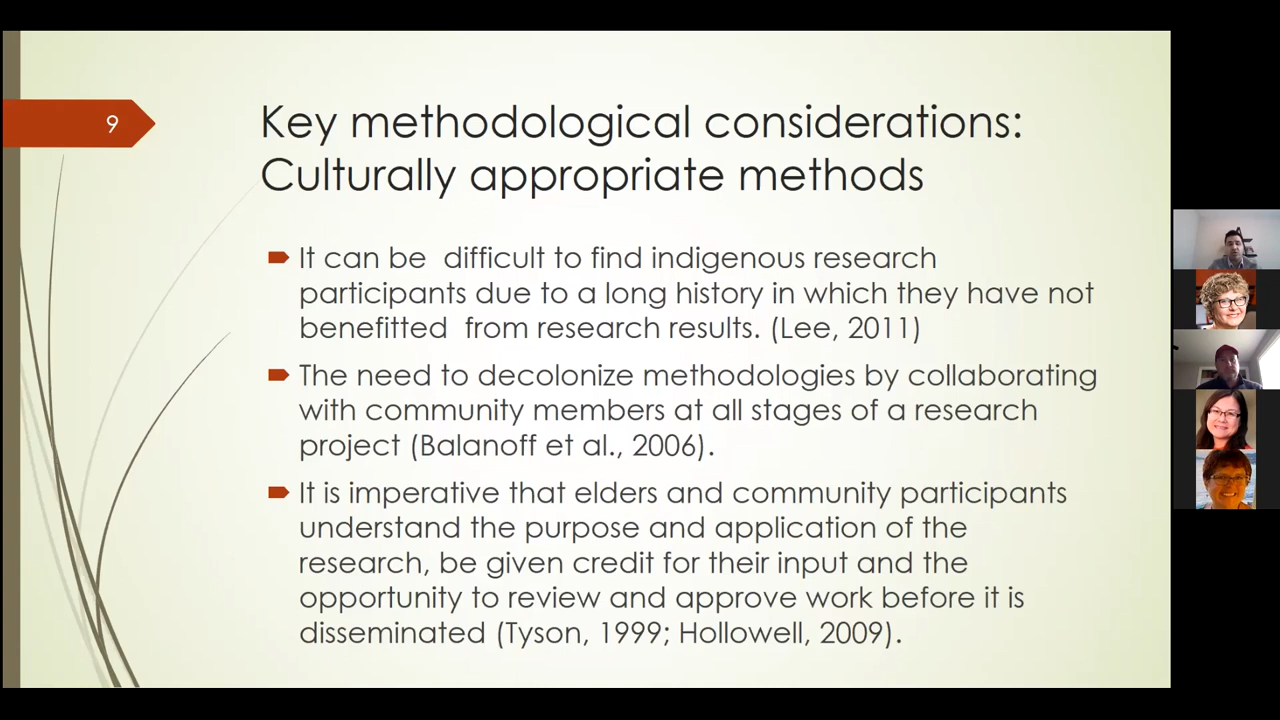 9
Key methodological considerations:
Culturally appropriate methods
It can be  difficult to find indigenous research
participants due to a long history in which they have not
benefitted  from research results. (Lee, 2011)
The need to decolonize methodologies by collaborating
with community members at all stages of a research
project (Balanoff et al., 2006).
It is imperative that elders and community participants
understand the purpose and application of the
research, be given credit for their input and the
opportunity to review and approve work before it is
disseminated (Tyson, 1999; Hollowell, 2009).